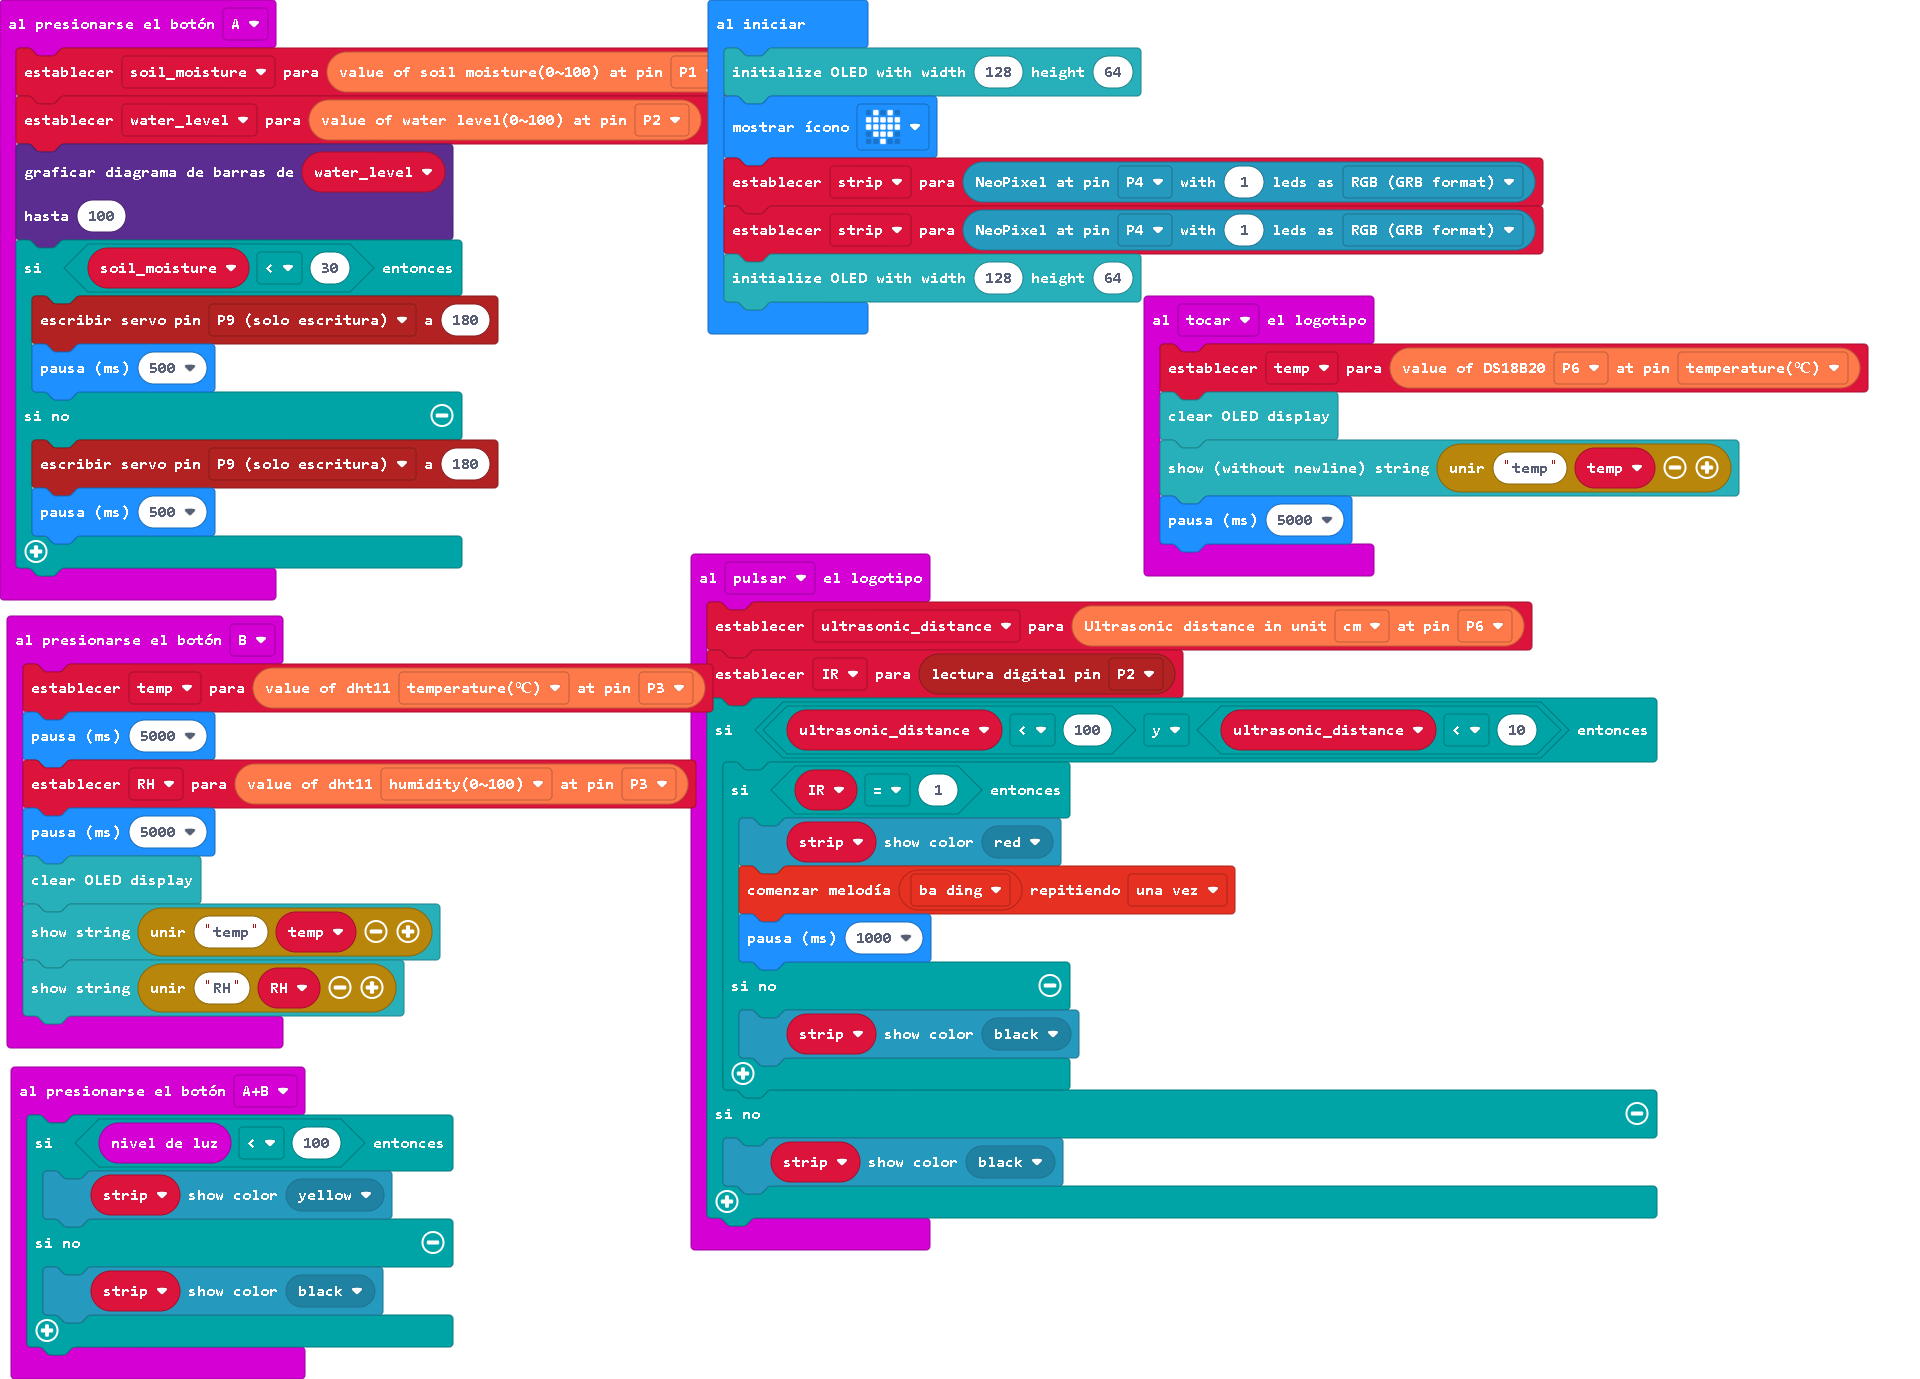 al presionarse el botón A
establecer soil_moisture para value of soil moisture(0~100) at pin P1
establecer water_level para value of water level(0~100) at pin P2
graficar diagrama de barras de water_level
hasta 100
si soil_moisture < 30 entonces
escribir servo pin P9 (solo escritura) a 180
pausa (ms) 500
si no
escribir servo pin P9 (solo escritura) a 180
pausa (ms) 500
al presionarse el botón B
establecer temp para value of dht11 temperature(℃) at pin P3
pausa (ms) 5000
establecer RH para value of dht11 humidity(0~100) at pin P3
pausa (ms) 5000
clear OLED display
show string unir "temp" temp
show string unir "RH" RH
al presionarse el botón A+B
si nivel de luz < 100 entonces
strip show color yellow
si no
strip show color black
al iniciar
initialize OLED with width 128 height 64
mostrar ícono
establecer strip para NeoPixel at pin P4 with 1 leds as RGB (GRB format)
establecer strip para NeoPixel at pin P4 with 1 leds as RGB (GRB format)
initialize OLED with width 128 height 64
al tocar el logotipo
establecer temp para value of DS18B20 P6 at pin temperature(℃)
clear OLED display
show (without newline) string unir "temp" temp
pausa (ms) 5000
al pulsar el logotipo
establecer ultrasonic_distance para Ultrasonic distance in unit cm at pin P6
establecer IR para lectura digital pin P2
si ultrasonic_distance < 100 y ultrasonic_distance < 10 entonces
si IR = 1 entonces
strip show color red
comenzar melodía ba ding repitiendo una vez
pausa (ms) 1000
si no
strip show color black
si no
strip show color black